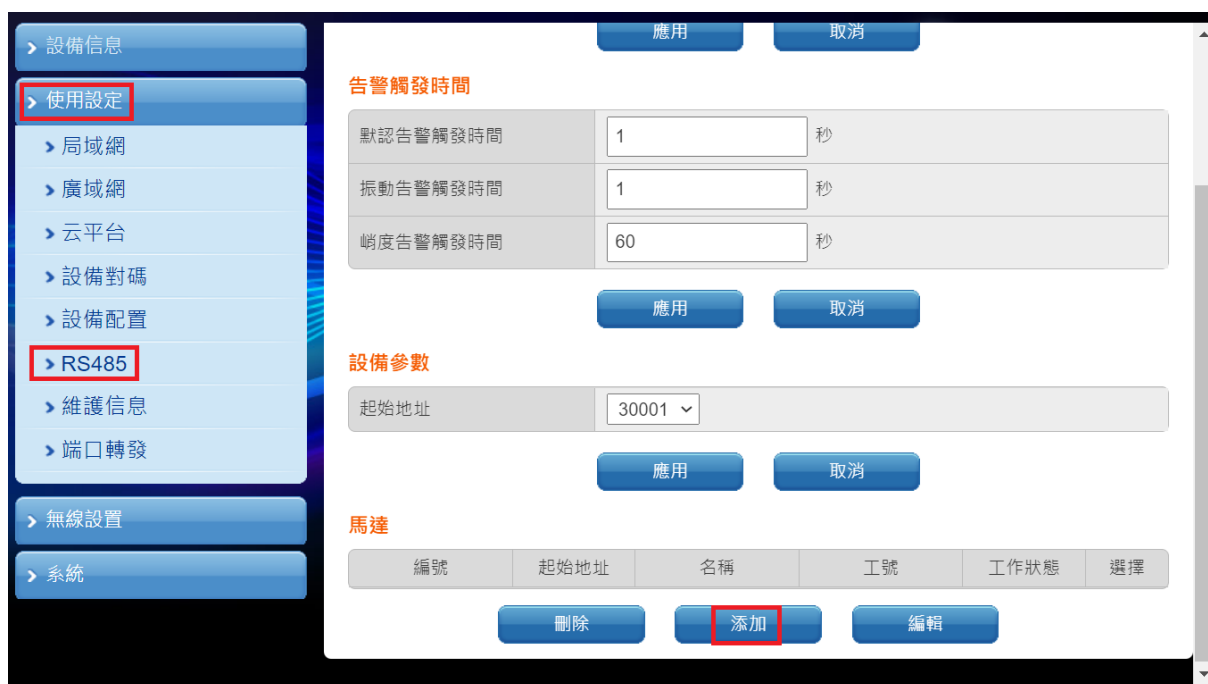 設備信息
使用設定
局域網
廣域網
云平台
設備對碼
設備配置
RS485
維護信息
端口轉發
無線設置
系統
應用 取消
告警觸發時間
默認告警觸發時間 1 秒
振動告警觸發時間 1 秒
峭度告警觸發時間 60 秒
應用 取消
設備參數
起始地址 30001
應用 取消
馬達
編號 起始地址 名稱 工號 工作狀態 選擇
刪除 添加 編輯